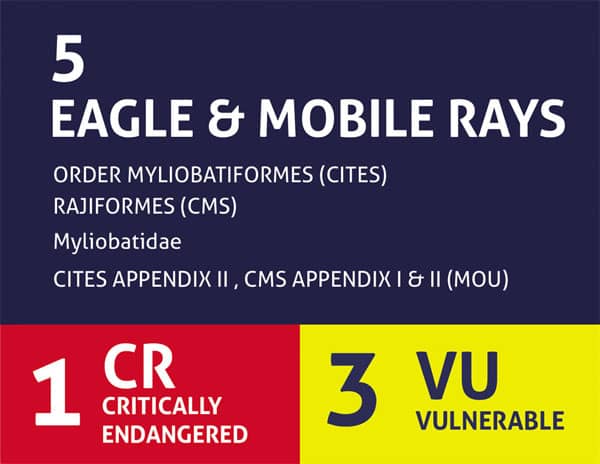 5
EAGLE & MOBILE RAYS
ORDER MYLIOBATIFORMES (CITES)
RAJIFORMES (CMS)
Myliobatidae
CITES APPENDIX II , CMS APPENDIX I & II (MOU)
1 CR
CRITICALLY
ENDANGERED
3 VU
VULNERABLE